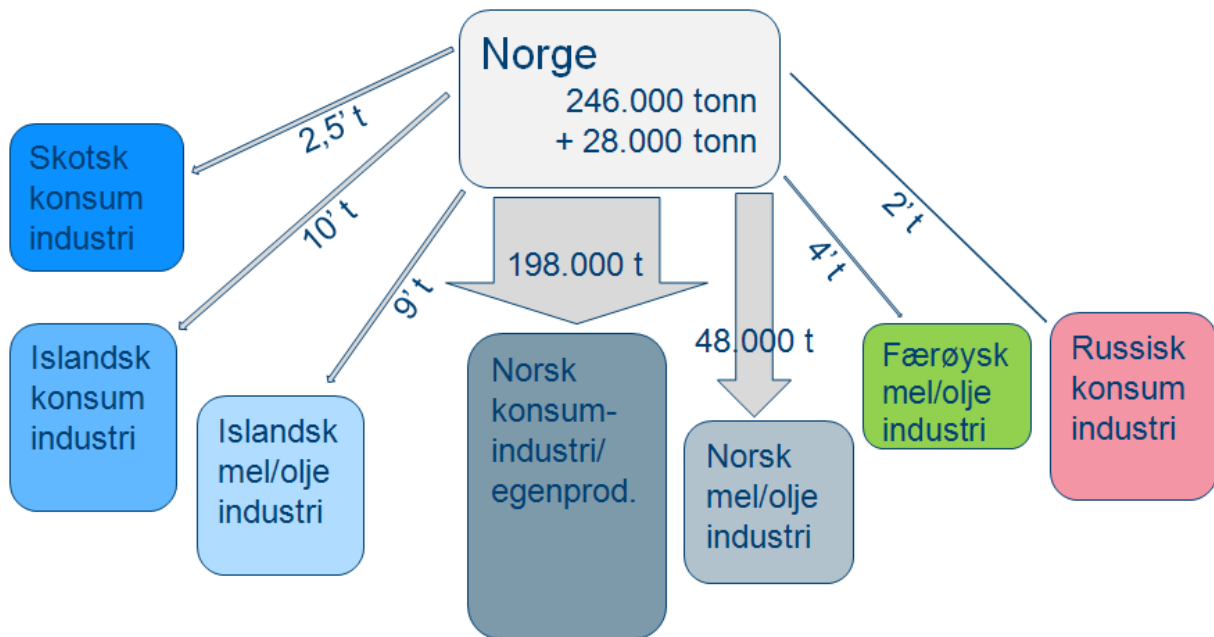 Norge
246.000 tonn
+ 28.000 tonn
2,5' t
10' t
9' t
198.000 t
48.000 t
4' t
2' t
Skotsk
konsum
industri
Islandsk
konsum
industri
Islandsk
mel/olje
industri
Norsk
konsum-
industri/
egenprod.
Norsk
mel/olje
industri
Færøysk
mel/olje
industri
Russisk
konsum
industri